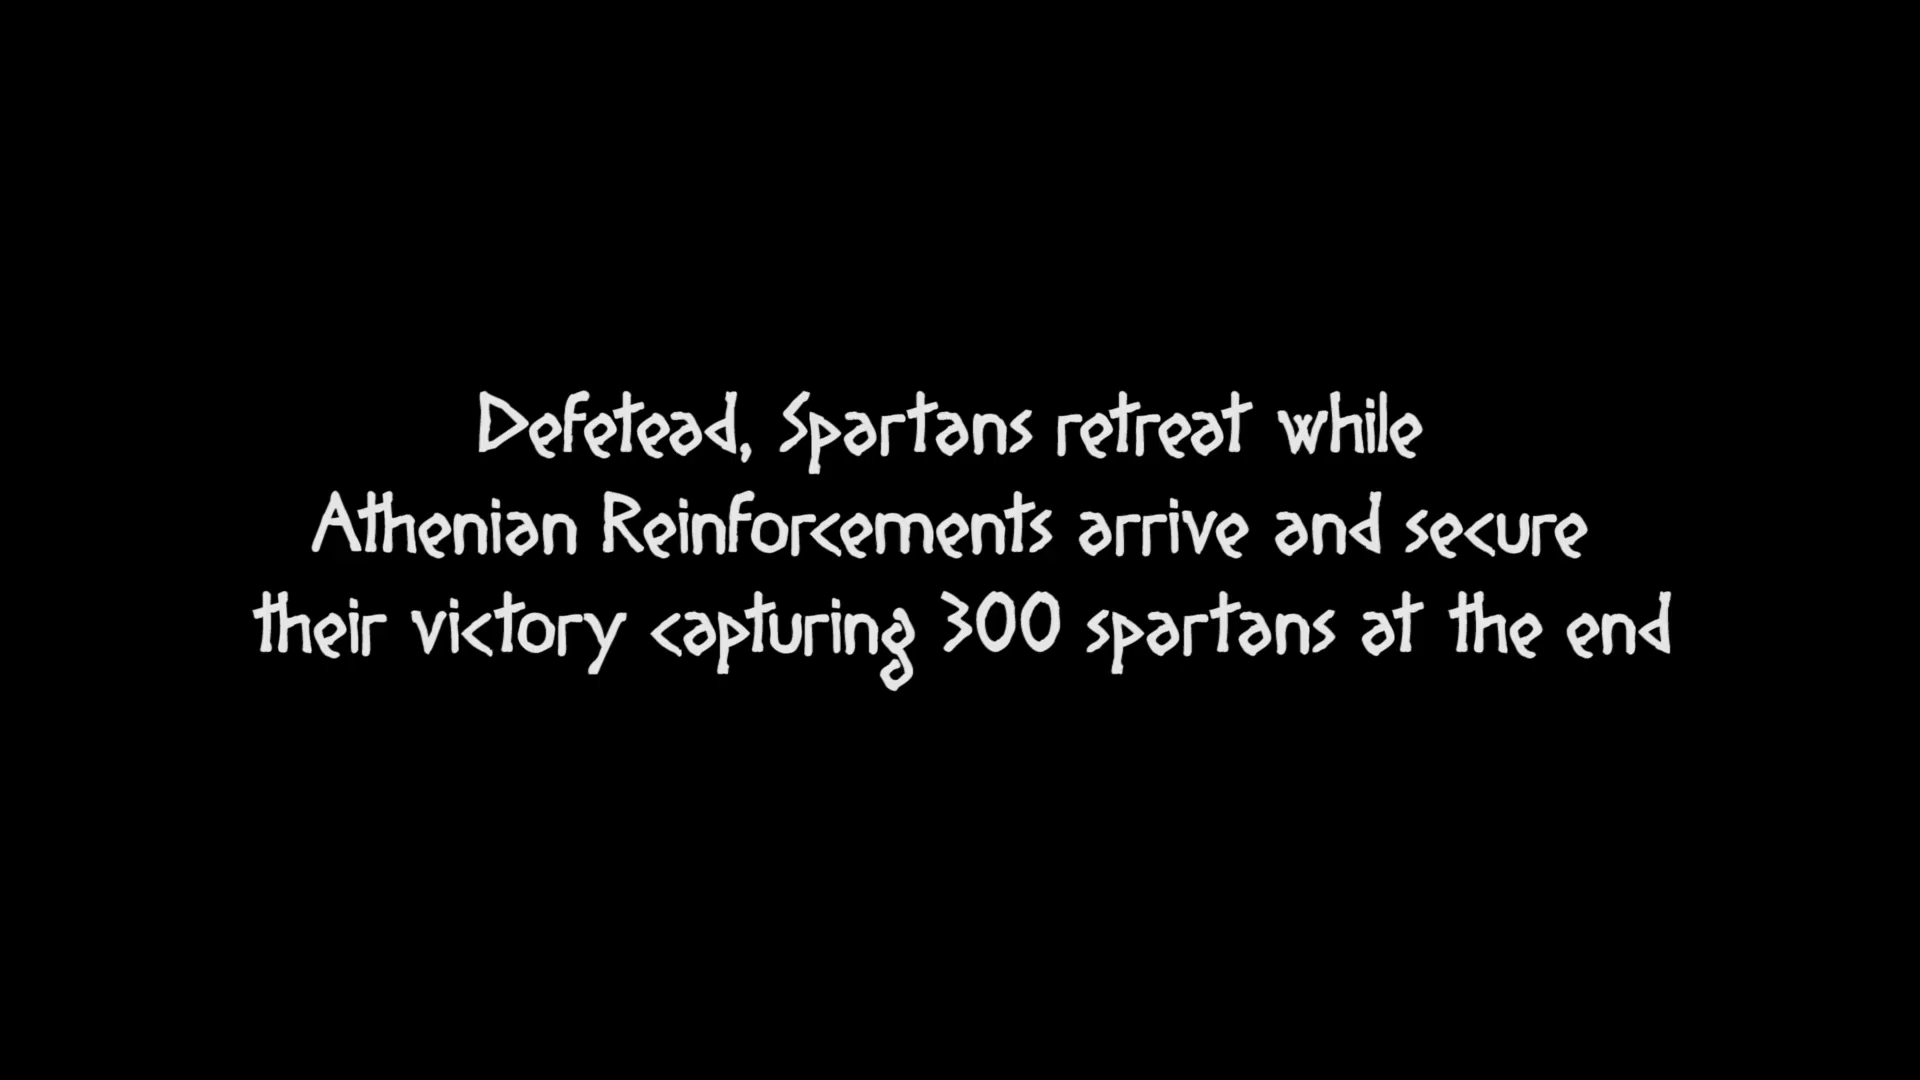 Defetead, Spartans retreat while
Athenian Reinforcements arrive and secure
their victory capturing 300 spartans at the end